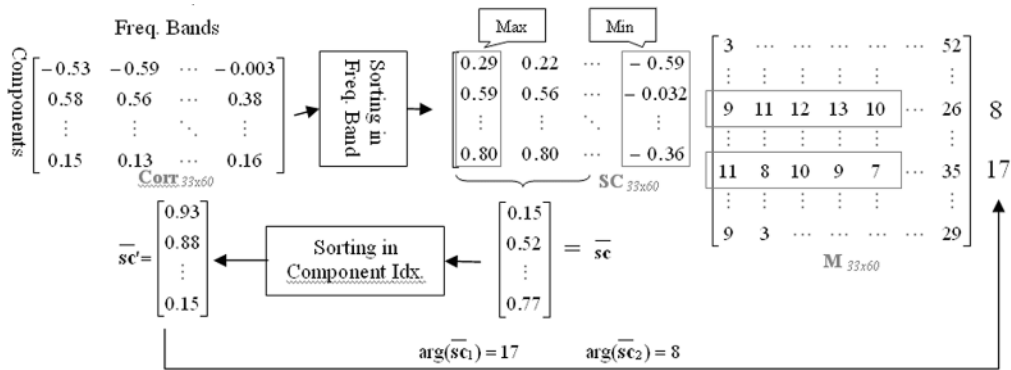 Freq. Bands
Components
− 0.53 − 0.59 ⋯ − 0.003
0.58 0.56 ⋯ 0.38
⋮ ⋮ ⋱ ⋮
0.15 0.13 ⋯ 0.16
Corr 33x60
Sorting in
Freq. Band
Max
Min
0.29 0.22 ⋯ − 0.59
0.59 0.56 ⋯ − 0.032
⋮ ⋮ ⋱ ⋮
0.80 0.80 ⋯ − 0.36
SC 33x60
3 ⋯ ⋯ ⋯ ⋯ ⋯ 52
⋮ ⋮ ⋮ ⋮ ⋮ ⋮
9 11 12 13 10 ⋯ 26 8
⋮ ⋮ ⋮ ⋮ ⋮ ⋮
11 8 10 9 7 ⋯ 35 17
⋮ ⋮ ⋮ ⋮ ⋮ ⋮
9 3 ⋯ ⋯ ⋯ ⋯ 29
M 33x60
0.15
0.52
⋮
0.77
= s̅c̅
Sorting in
Component Idx.
s̅c̅'=
0.93
0.88
⋮
0.15
arg(s̅c̅₁) = 17 arg(s̅c̅₂) = 8